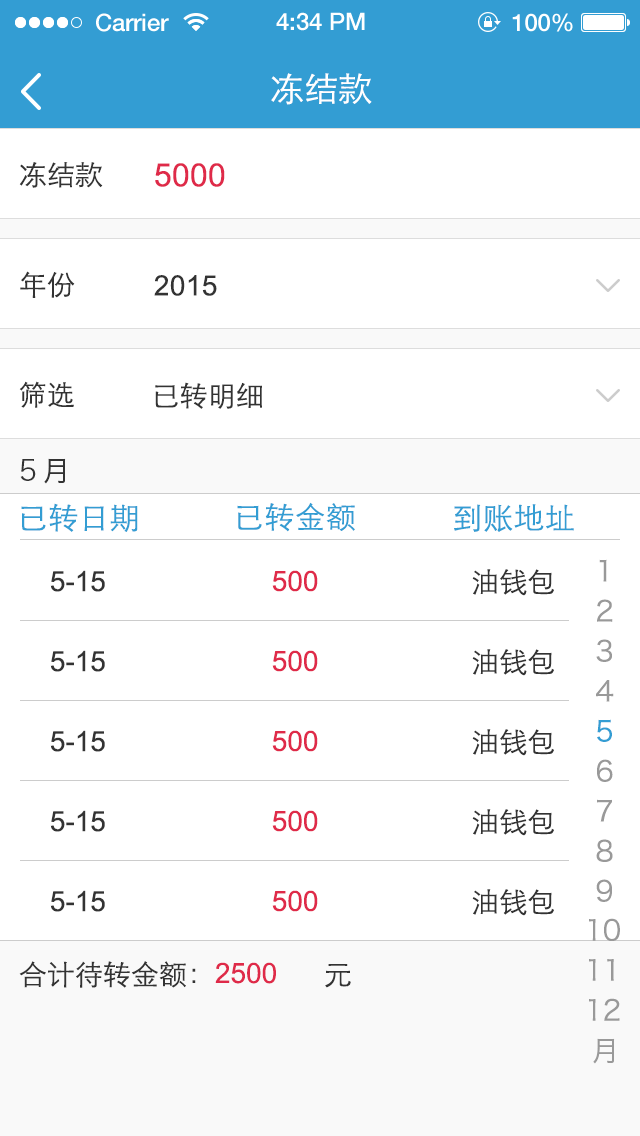 Carrier 4:34 PM 100%
冻结款
冻结款 5000
年份 2015
筛选 已转明细
5月
已转日期 已转金额 到账地址
5-15 500 油钱包
5-15 500 油钱包
5-15 500 油钱包
5-15 500 油钱包
5-15 500 油钱包
合计待转金额：2500 元
1
2
3
4
5
6
7
8
9
10
11
12
月